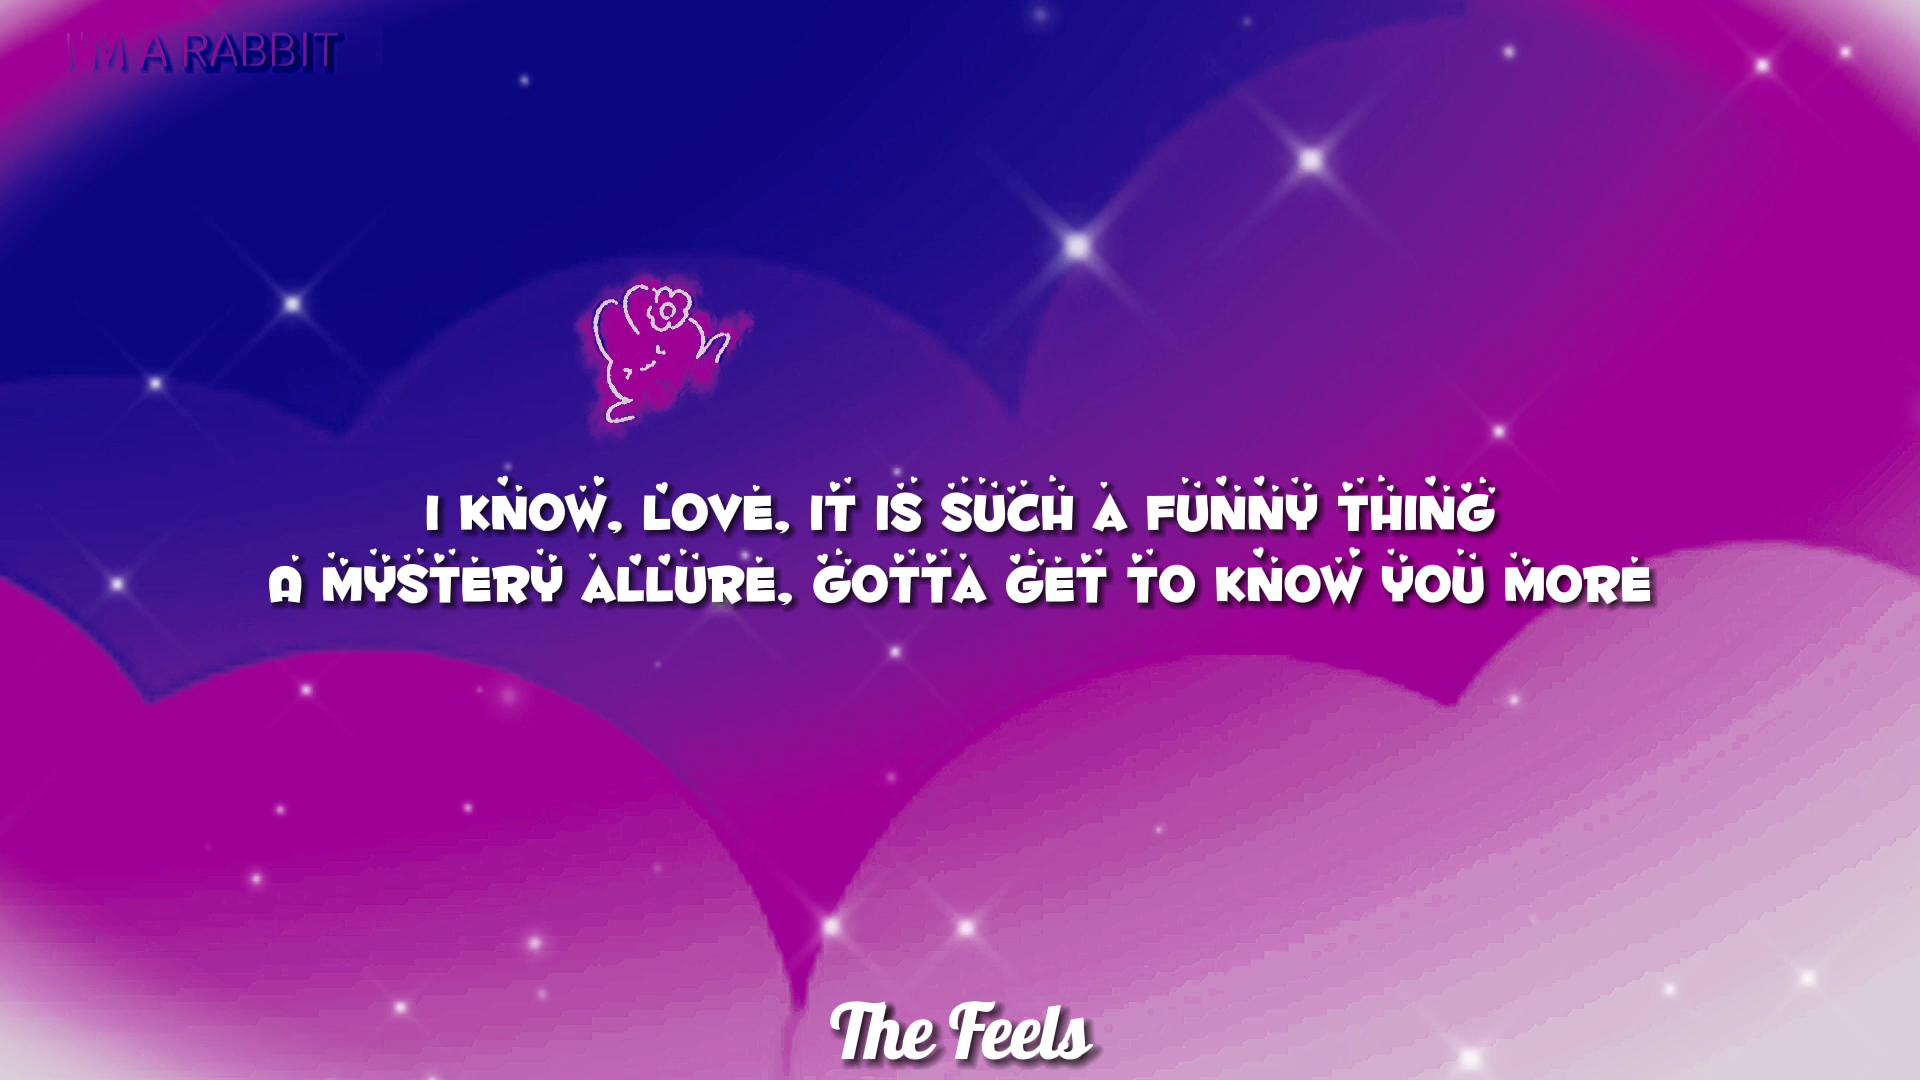 I'M A RABBIT
I KNOW, LOVE, IT IS SUCH A FUNNY THING
A MYSTERY ALLURE, GOTTA GET TO KNOW YOU MORE
The Feels